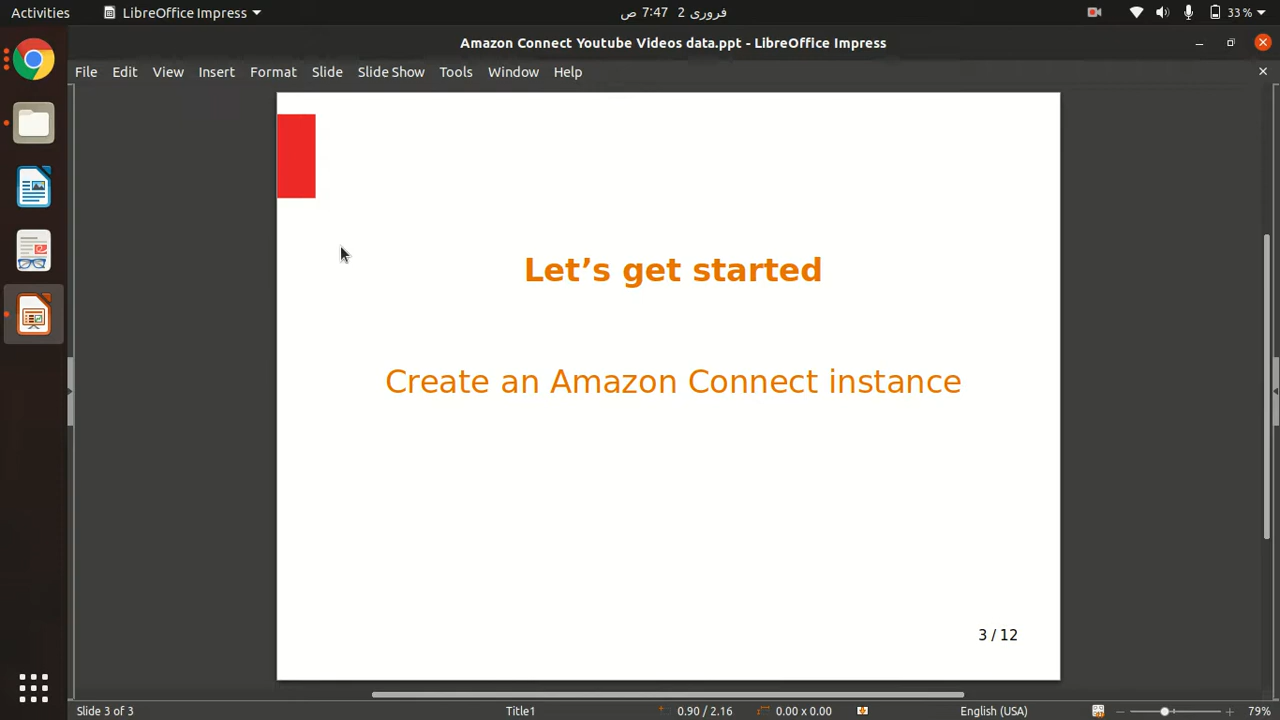 Activities
LibreOffice Impress
فروری 2 7:47 ص
33 %
Amazon Connect Youtube Videos data.ppt - LibreOffice Impress
File Edit View Insert Format Slide Slide Show Tools Window Help
Let’s get started
Create an Amazon Connect instance
3 / 12
Slide 3 of 3
Title1
0.90 / 2.16
0.00 x 0.00
English (USA)
79%